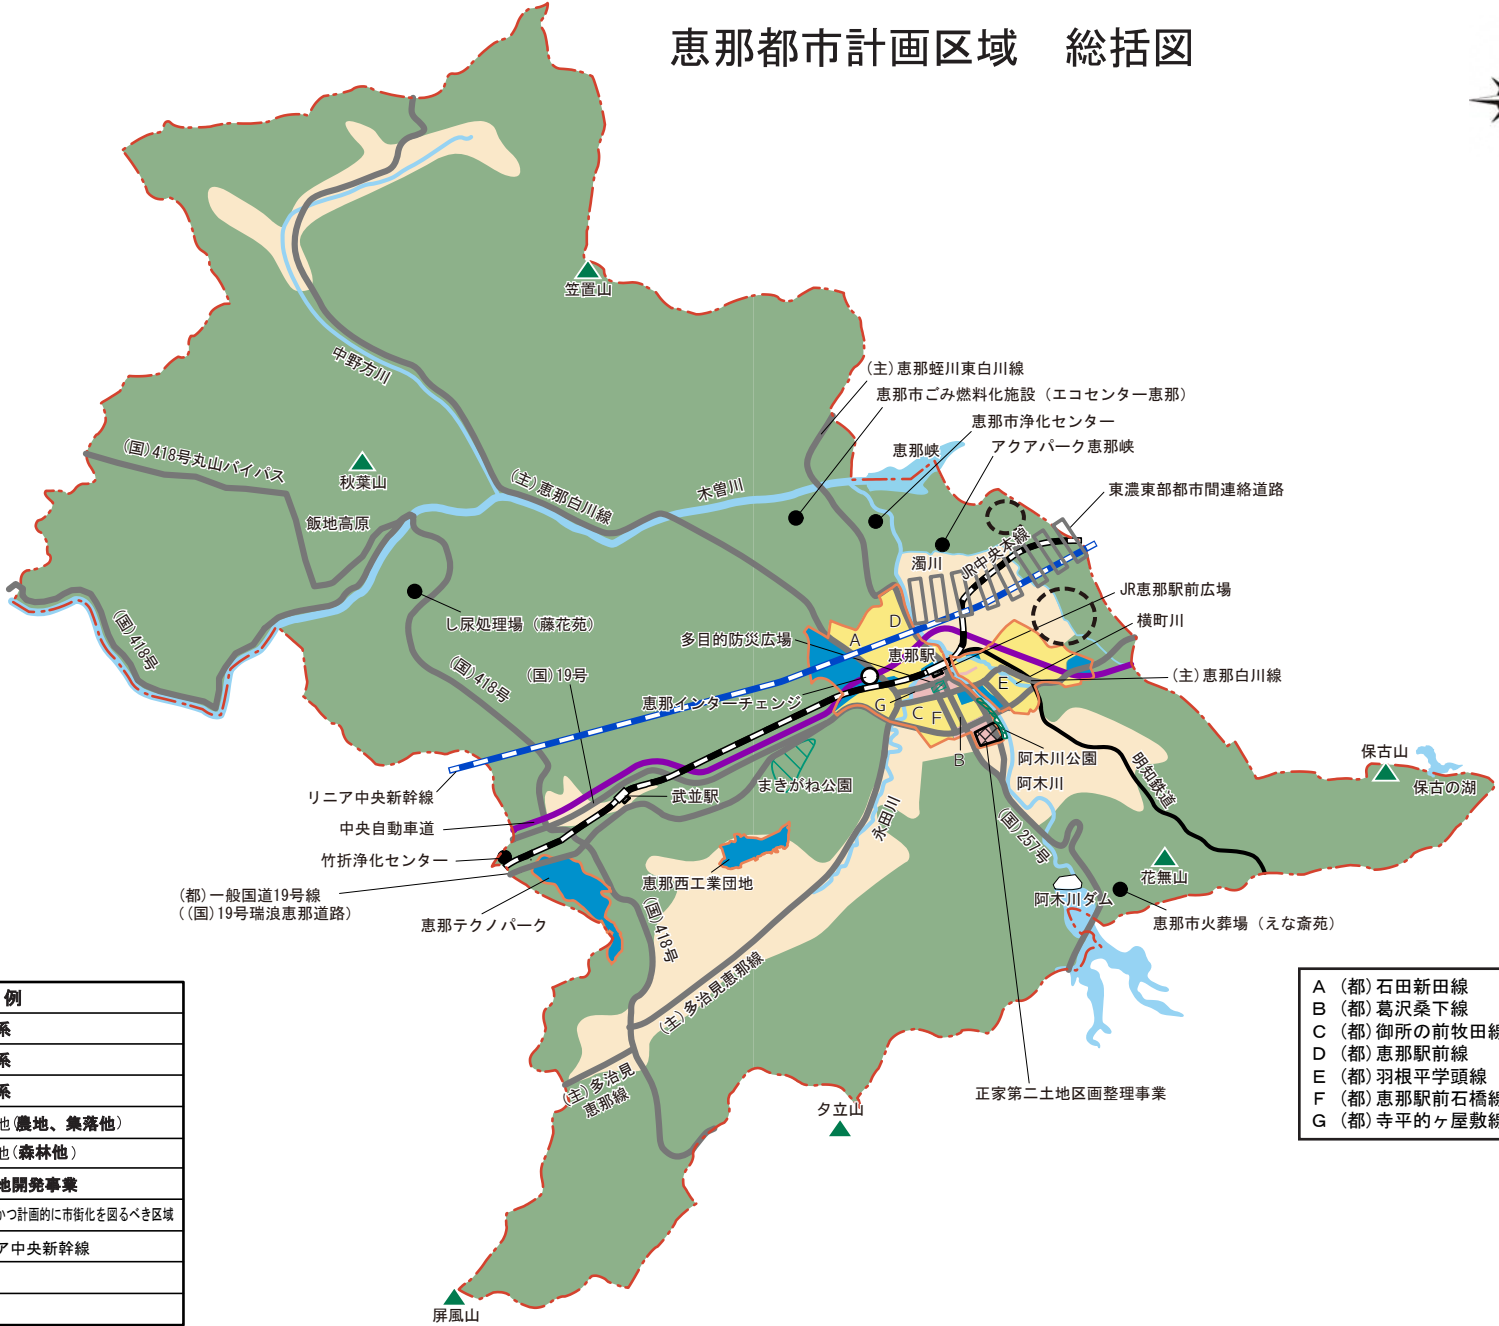 恵那都市計画区域　総括図
笠置山
中野方川
(国)418号丸山バイパス
秋葉山
飯地高原
(主)恵那白川線
木曽川
(主)恵那蛭川東白川線
恵那市ごみ燃料化施設（エコセンター恵那）
恵那市浄化センター
恵那峡
アクアパーク恵那峡
東濃東部都市間連絡道路
濁川
JR中央本線
JR恵那駅前広場
横町川
(主)恵那白川線
(国)418号
し尿処理場（藤花苑）
(国)418号
(国)19号
多目的防災広場
恵那駅
恵那インターチェンジ
A
D
E
G
C
F
B
リニア中央新幹線
中央自動車道
竹折浄化センター
(都)一般国道19号線
((国)19号瑞浪恵那道路)
恵那テクノパーク
武並駅
まきがね公園
恵那西工業団地
永田川
阿木川公園
阿木川
明知鉄道
(国)257号
保古山
保古の湖
花無山
阿木川ダム
恵那市火葬場（えな斎苑）
(国)418号
(主)多治見恵那線
(主)多治見
恵那線
正家第二土地区画整理事業
夕立山
屏風山
例
系
系
系
他(農地、集落他)
他(森林他)
地開発事業
かつ計画的に市街化を図るべき区域
ア中央新幹線
A (都)石田新田線
B (都)葛沢桑下線
C (都)御所の前牧田線
D (都)恵那駅前線
E (都)羽根平学頭線
F (都)恵那駅前石橋線
G (都)寺平的ヶ屋敷線